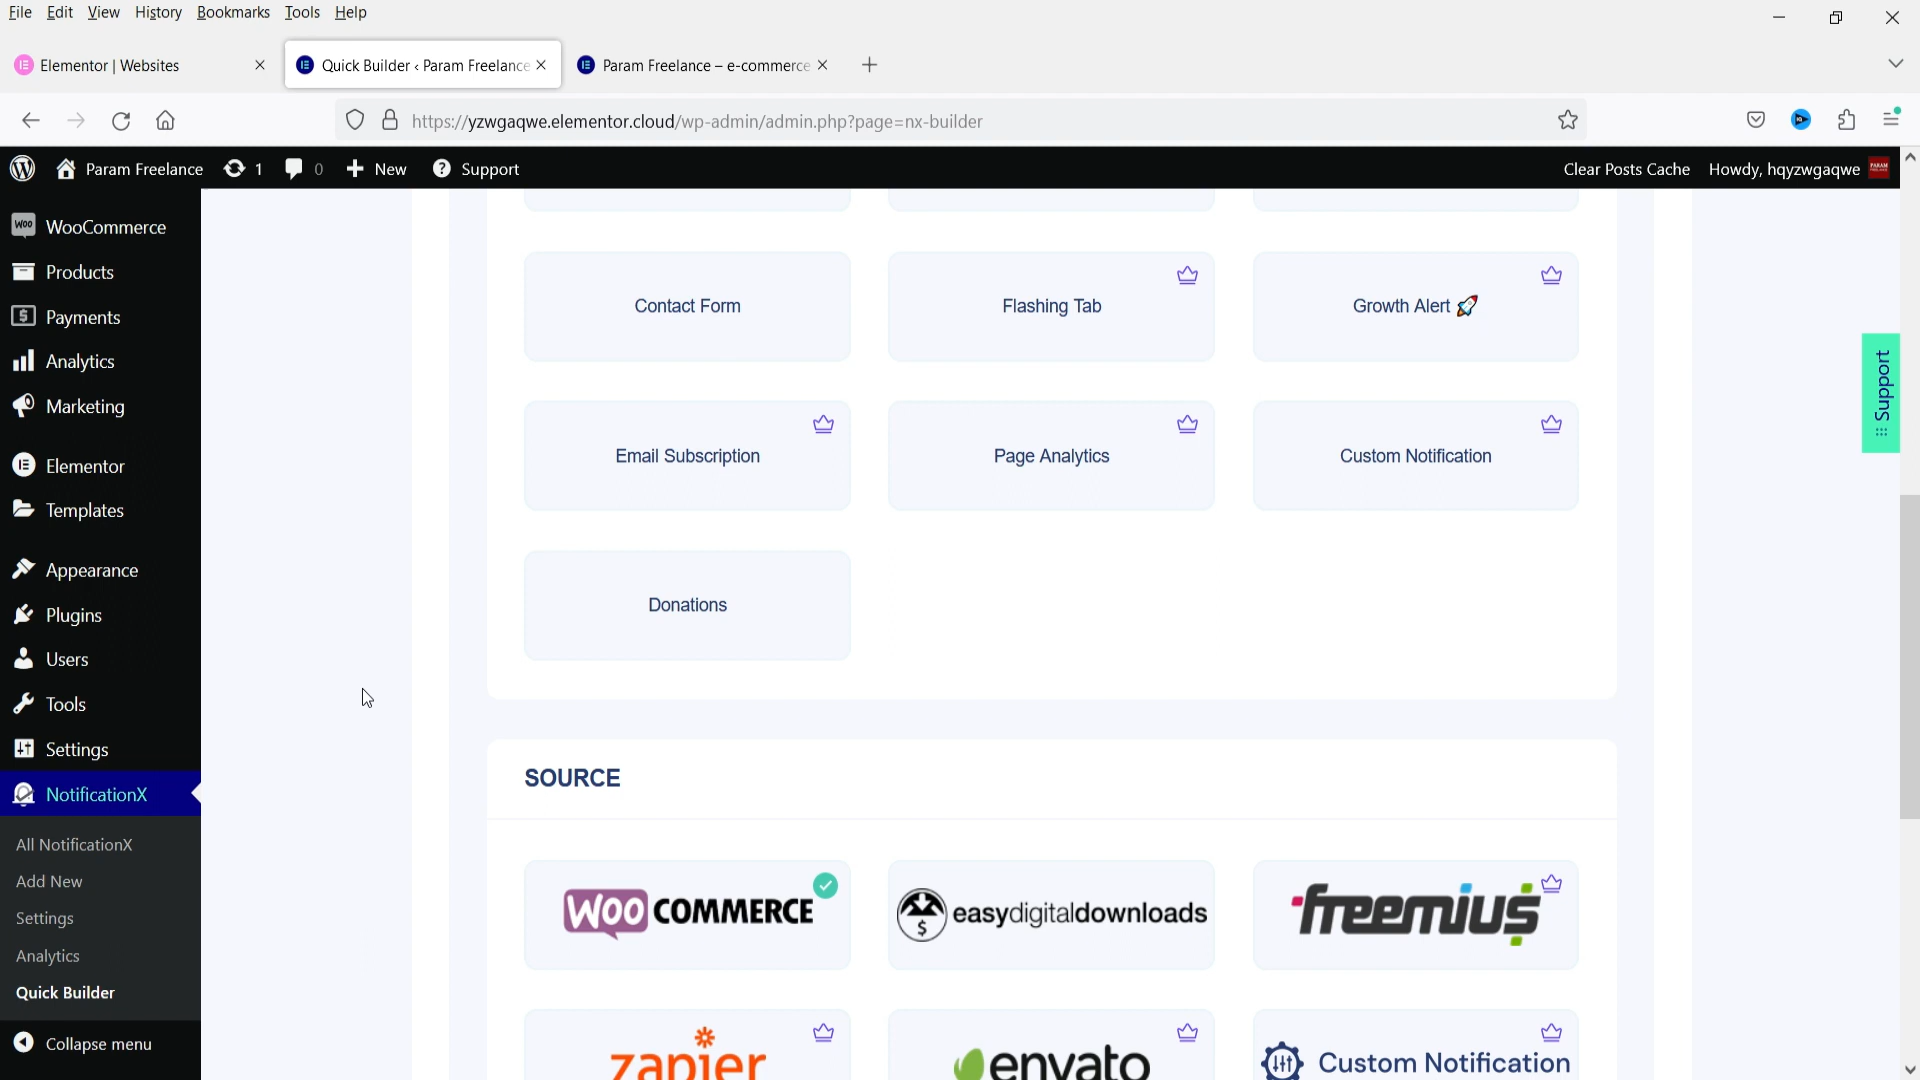 File Edit View History Bookmarks Tools Help
Elementor | Websites
Quick Builder ‹ Param Freelance
Param Freelance – e-commerce
https://yzwgaqwe.elementor.cloud/wp-admin/admin.php?page=nx-builder
Param Freelance 1 0 New Support Clear Posts Cache Howdy, hqyzwgaqwe
WooCommerce
Products
Payments
Analytics
Marketing
Elementor
Templates
Appearance
Plugins
Users
Tools
Settings
NotificationX
All NotificationX
Add New
Settings
Analytics
Quick Builder
Collapse menu
Contact Form Flashing Tab Growth Alert 🚀
Email Subscription Page Analytics Custom Notification
Donations
SOURCE
WOO COMMERCE easydigitaldownloads freemius
zapier envato Custom Notification
Support